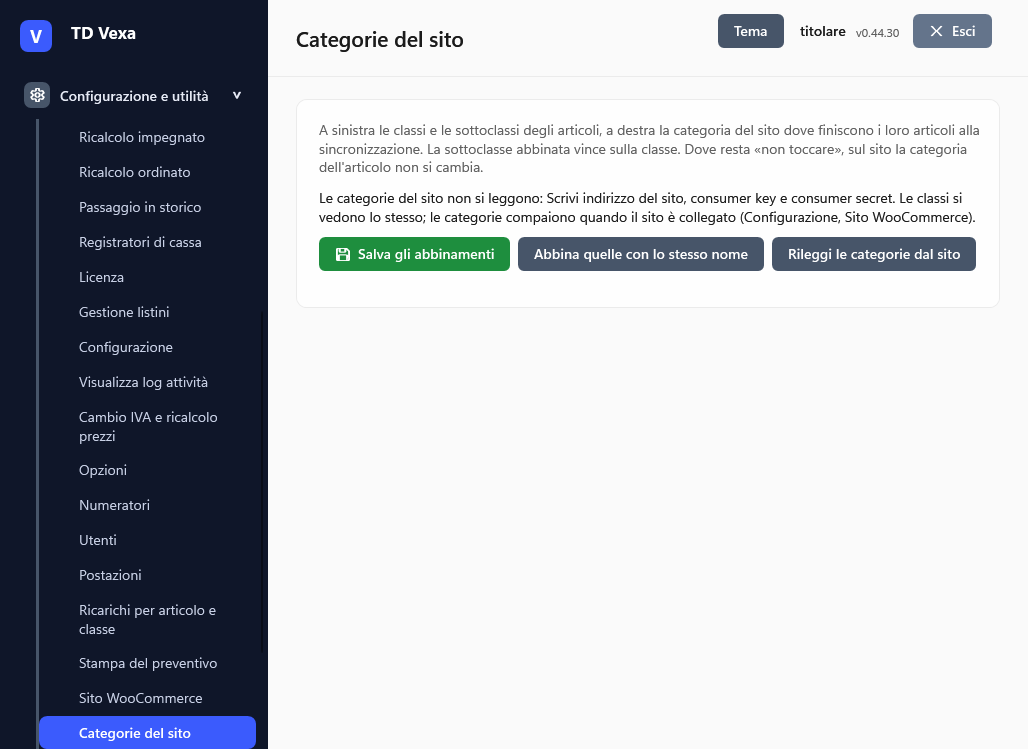 V
TD Vexa
Configurazione e utilità
v
Ricalcolo impegnato
Ricalcolo ordinato
Passaggio in storico
Registratori di cassa
Licenza
Gestione listini
Configurazione
Visualizza log attività
Cambio IVA e ricalcolo
prezzi
Opzioni
Numeratori
Utenti
Postazioni
Ricarichi per articolo e
classe
Stampa del preventivo
Sito WooCommerce
Categorie del sito
Categorie del sito
Tema
titolare v0.44.30
Esci
A sinistra le classi e le sottoclassi degli articoli, a destra la categoria del sito dove finiscono i loro articoli alla
sincronizzazione. La sottoclasse abbinata vince sulla classe. Dove resta «non toccare», sul sito la categoria
dell'articolo non si cambia.
Le categorie del sito non si leggono: Scrivi indirizzo del sito, consumer key e consumer secret. Le classi si
vedono lo stesso; le categorie compaiono quando il sito è collegato (Configurazione, Sito WooCommerce).
Salva gli abbinamenti
Abbina quelle con lo stesso nome
Rileggi le categorie dal sito